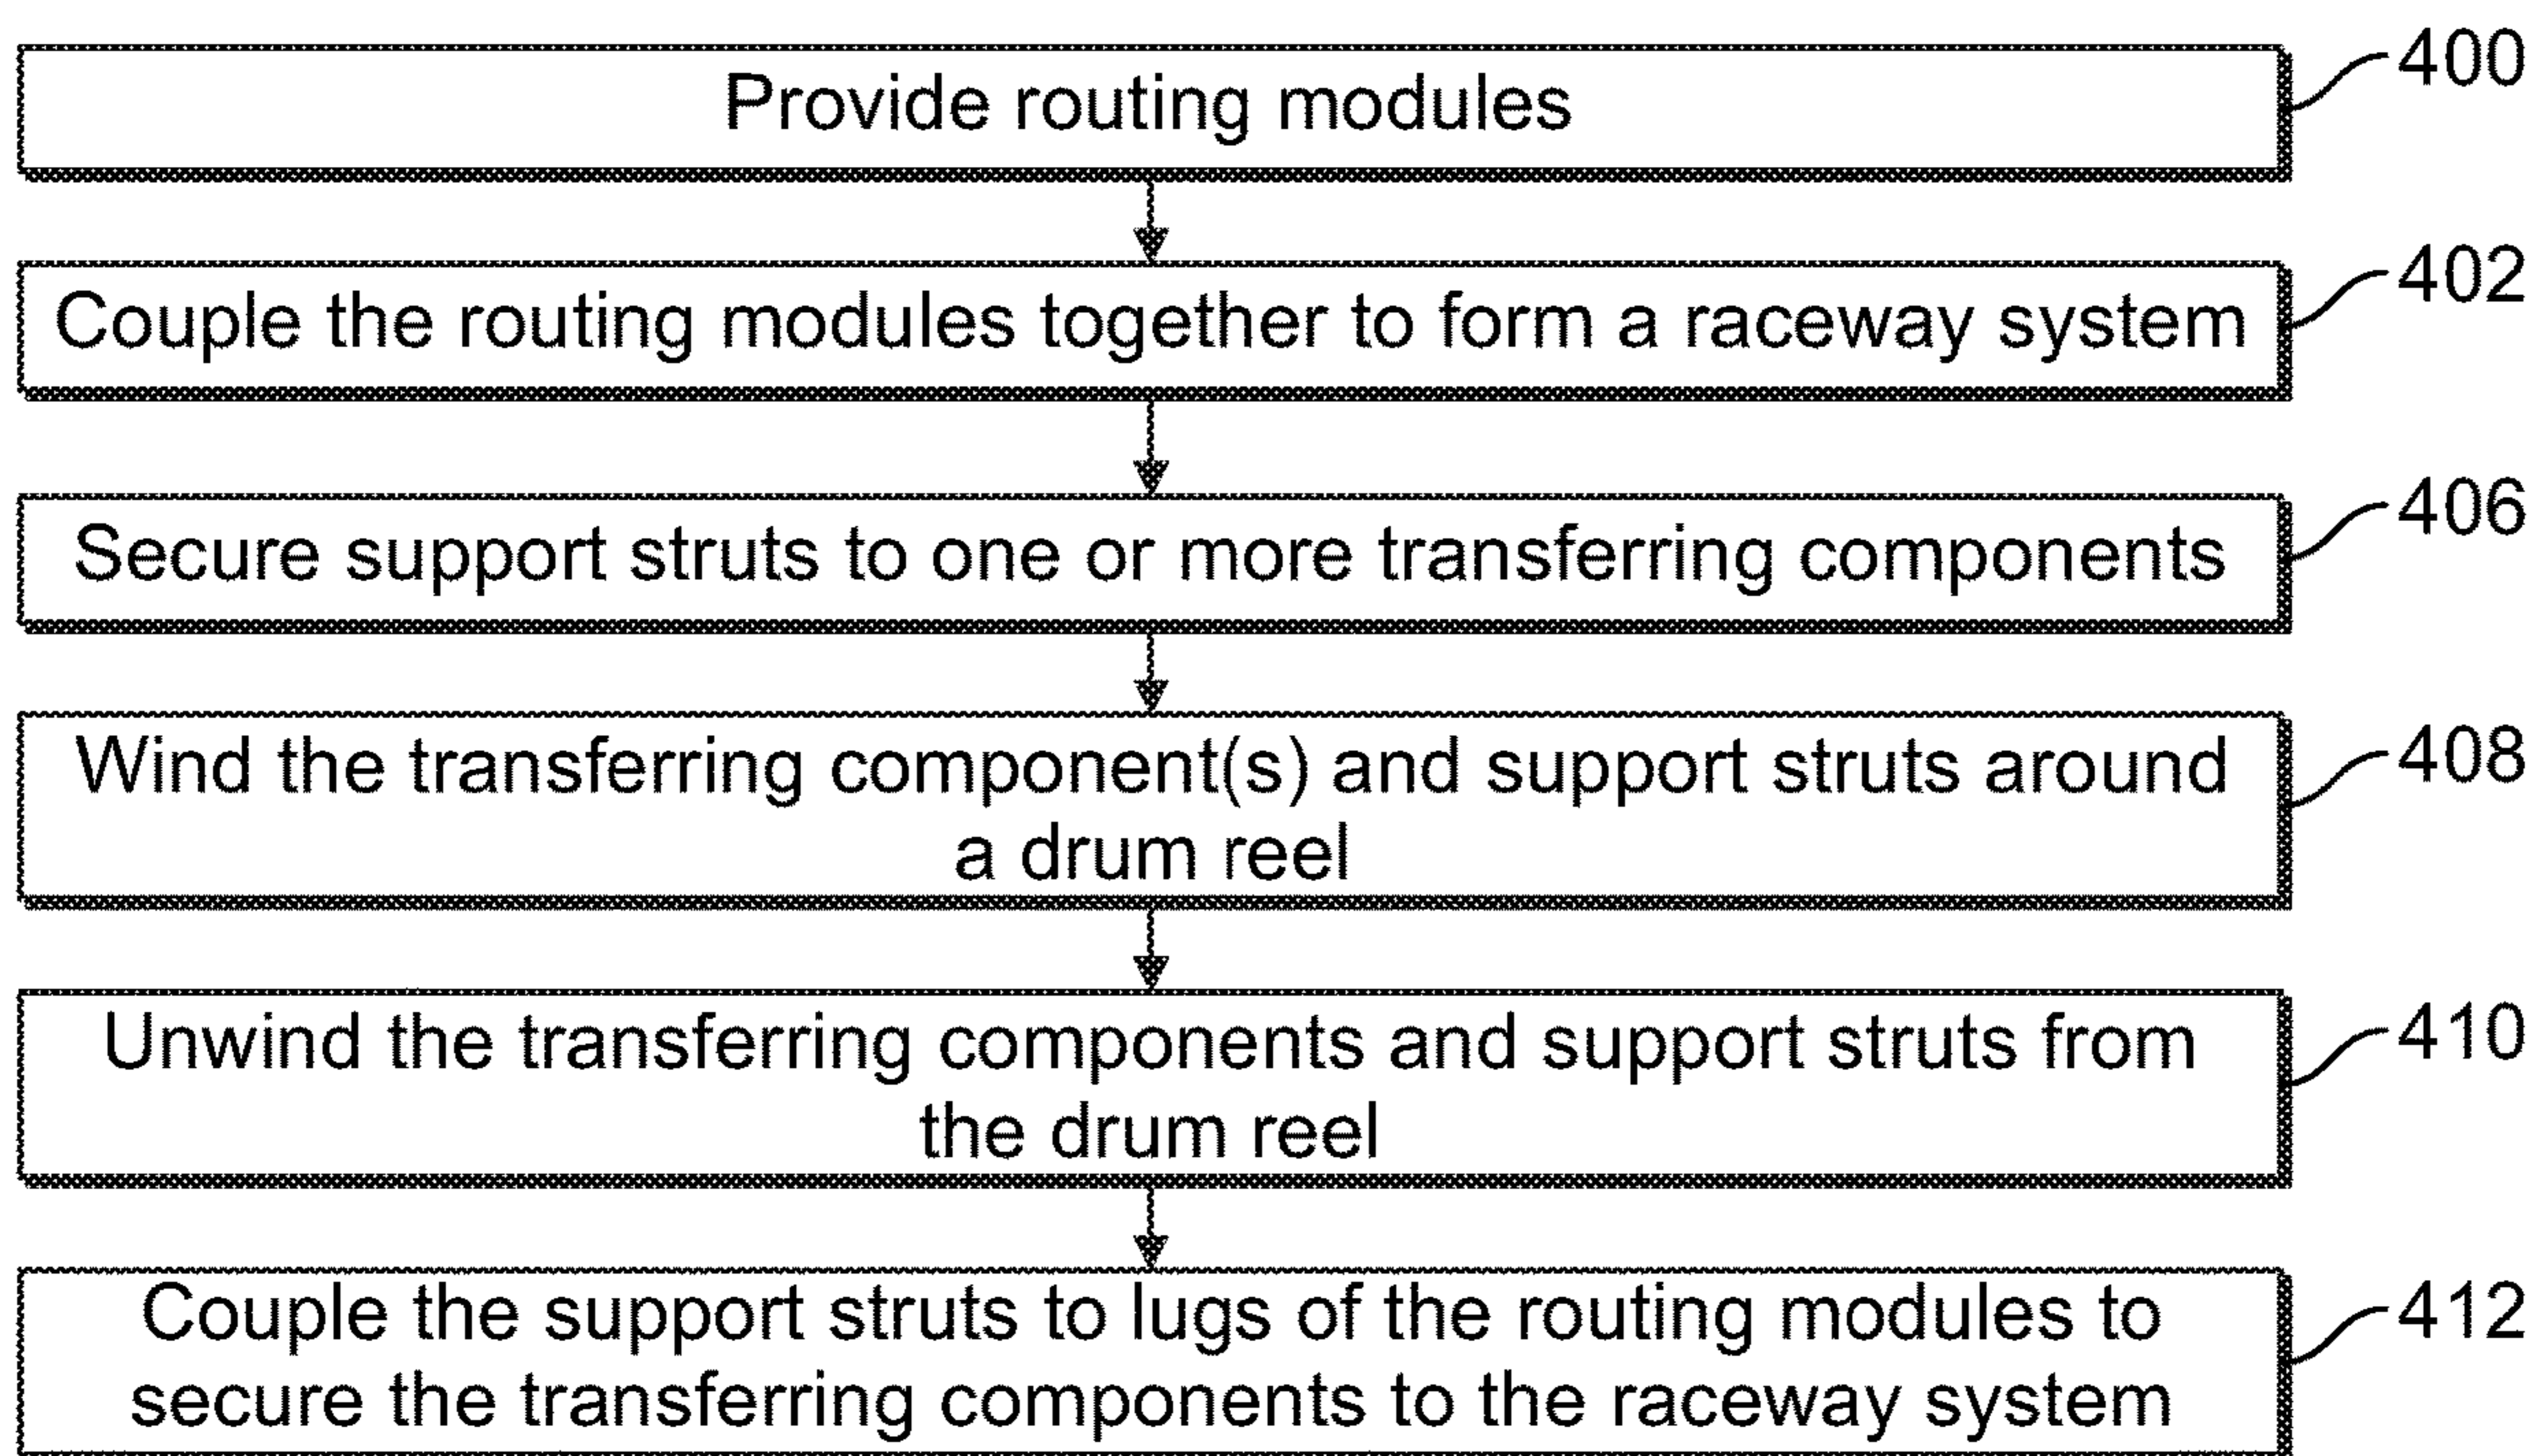 Provide routing modules
400
Couple the routing modules together to form a raceway system
402
Secure support struts to one or more transferring components
406
Wind the transferring component(s) and support struts around
a drum reel
408
Unwind the transferring components and support struts from
the drum reel
410
Couple the support struts to lugs of the routing modules to
secure the transferring components to the raceway system
412